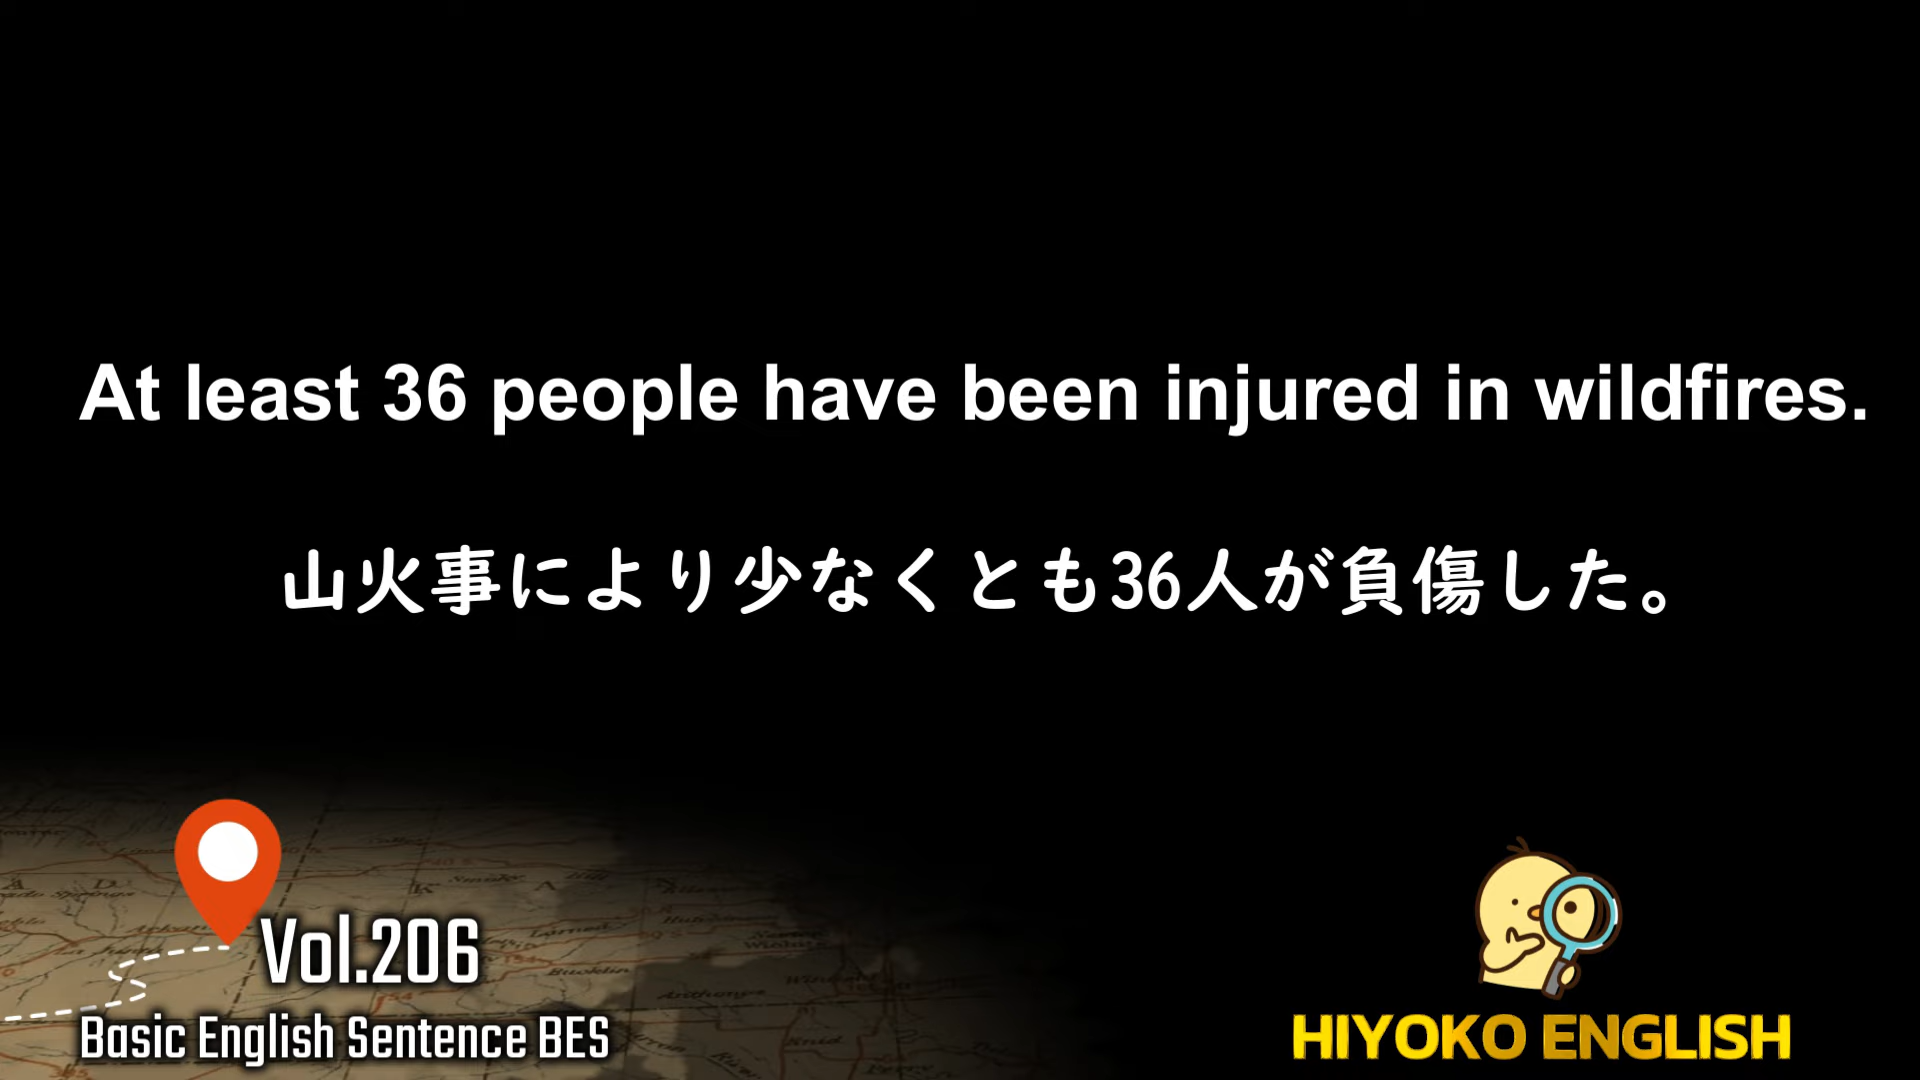 At least 36 people have been injured in wildfires.
山火事により少なくとも36人が負傷した。
Vol.206
Basic English Sentence BES
HIYOKO ENGLISH